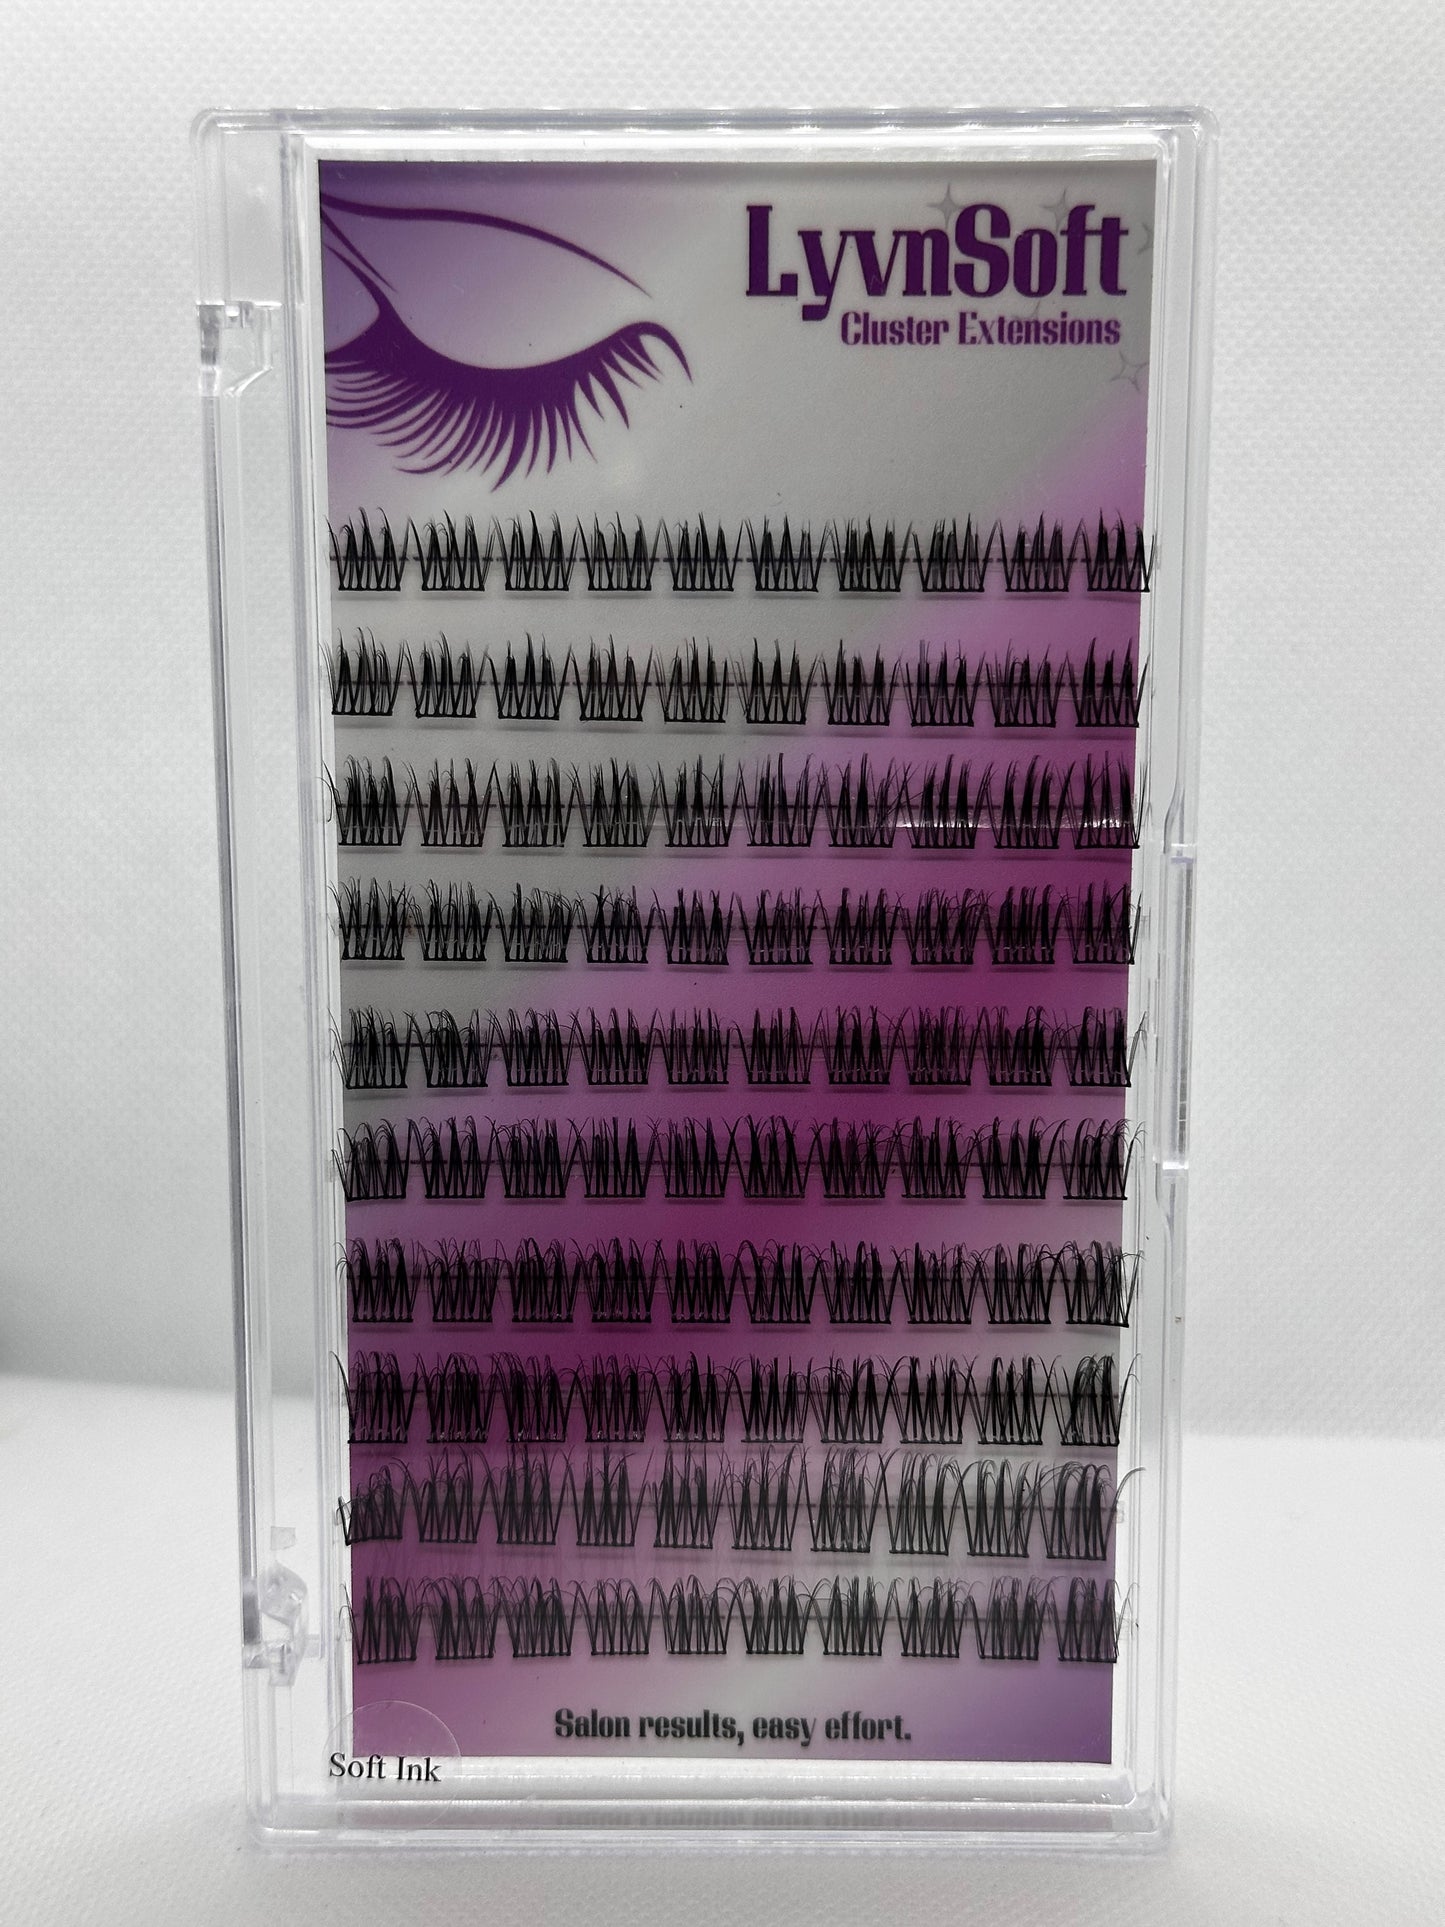 LyvnSoft
Cluster Extensions
Salon results, easy effort.
Soft Ink